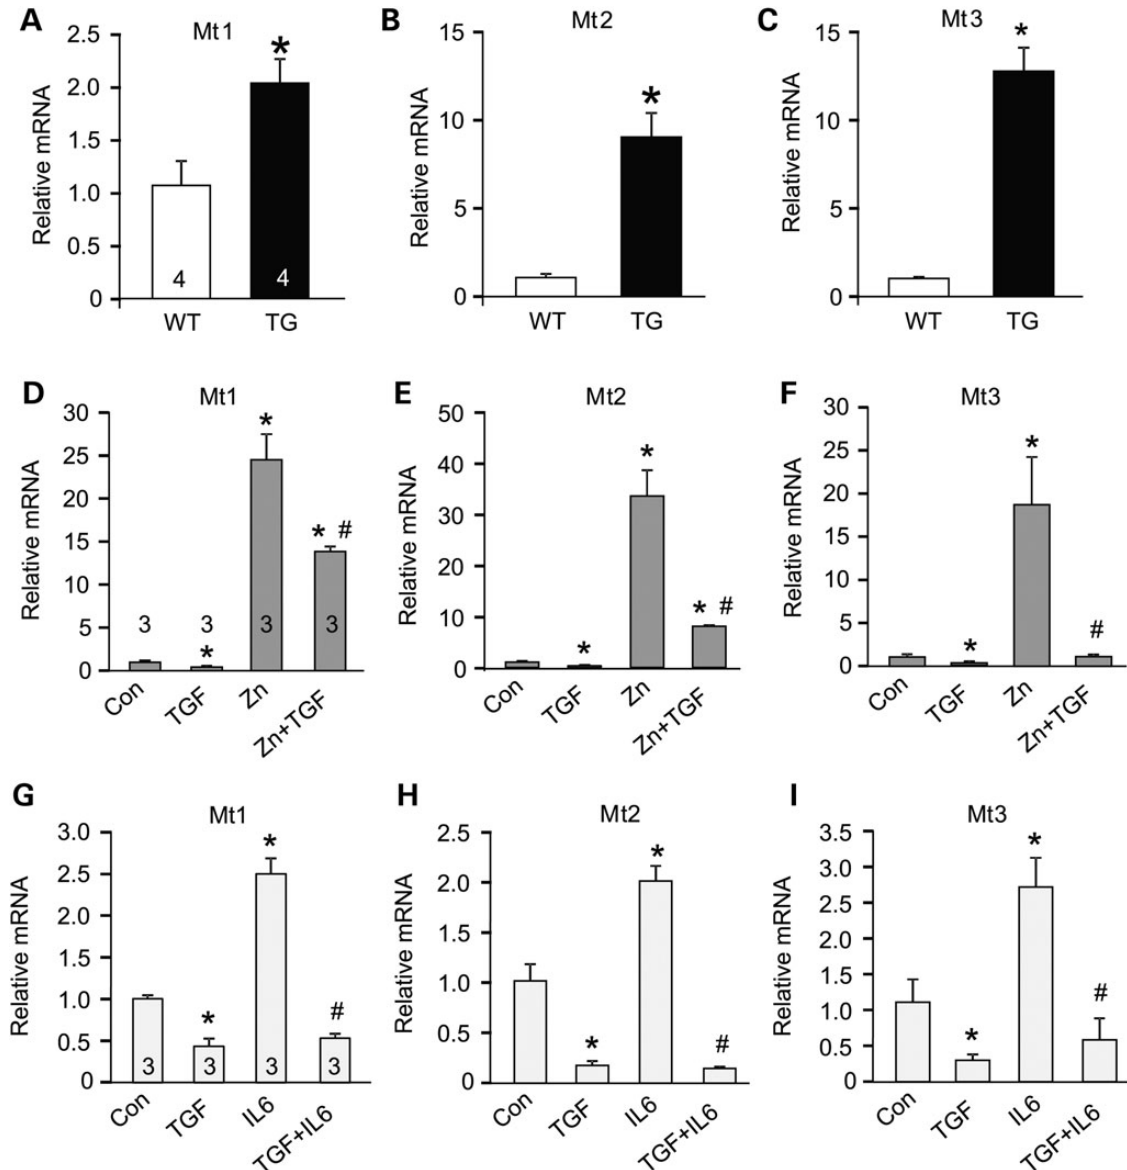 A
Mt1
Relative mRNA
2.5
2.0
1.5
1.0
0.5
0
*
4
4
WT
TG
B
Mt2
Relative mRNA
15
10
5
0
*
WT
TG
C
Mt3
Relative mRNA
15
10
5
0
*
WT
TG
D
Mt1
Relative mRNA
30
25
20
15
10
5
0
*
* #
3
3
3
3
*
Con
TGF
Zn
Zn+TGF
E
Mt2
Relative mRNA
50
40
30
20
10
0
*
*
* #
Con
TGF
Zn
Zn+TGF
F
Mt3
Relative mRNA
30
25
20
15
10
5
0
*
*
#
Con
TGF
Zn
Zn+TGF
G
Mt1
Relative mRNA
3.0
2.5
2.0
1.5
1.0
0.5
0
*
*
#
3
3
3
3
Con
TGF
IL6
TGF+IL6
H
Mt2
Relative mRNA
2.5
2.0
1.5
1.0
0.5
0
*
*
#
Con
TGF
IL6
TGF+IL6
I
Mt3
Relative mRNA
3.5
3.0
2.5
2.0
1.5
1.0
0.5
0
*
*
#
Con
TGF
IL6
TGF+IL6